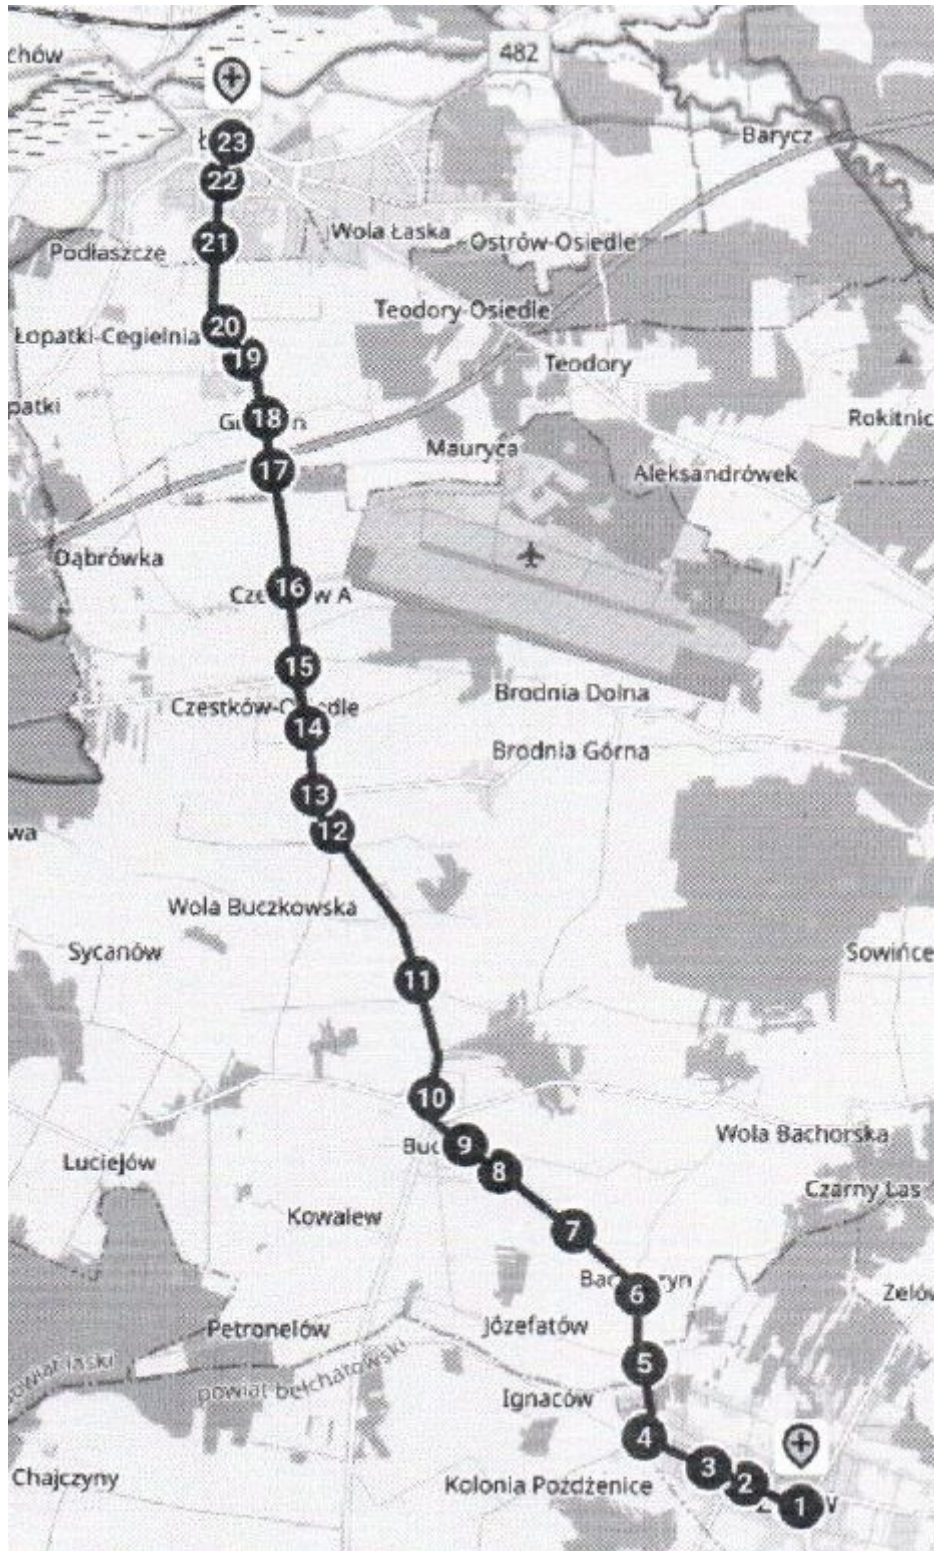 chów
482
Barycz
23
22
Wola Łaska
21
Ostrów-Osiedle
Podłaszcze
Teodory-Osiedle
20
Łopatki-Cegielnia
19
Teodory
patki
18
Rokitnic
Mauryca
17
Aleksandrówek
Dąbrówka
16
15
Brodnia Dolna
14
Brodnia Górna
13
12
wa
Wola Buczkowska
Sycanów
Sowińce
11
10
Wola Bachorska
9
Luciejów
8
Czarny Las
Kowalew
7
6
Zelów
Józefatów
Petronelów
5
powiat łaski
powiat bełchatowski
Ignaców
4
3
Chajczyny
Kolonia Pożdżenice
2
1